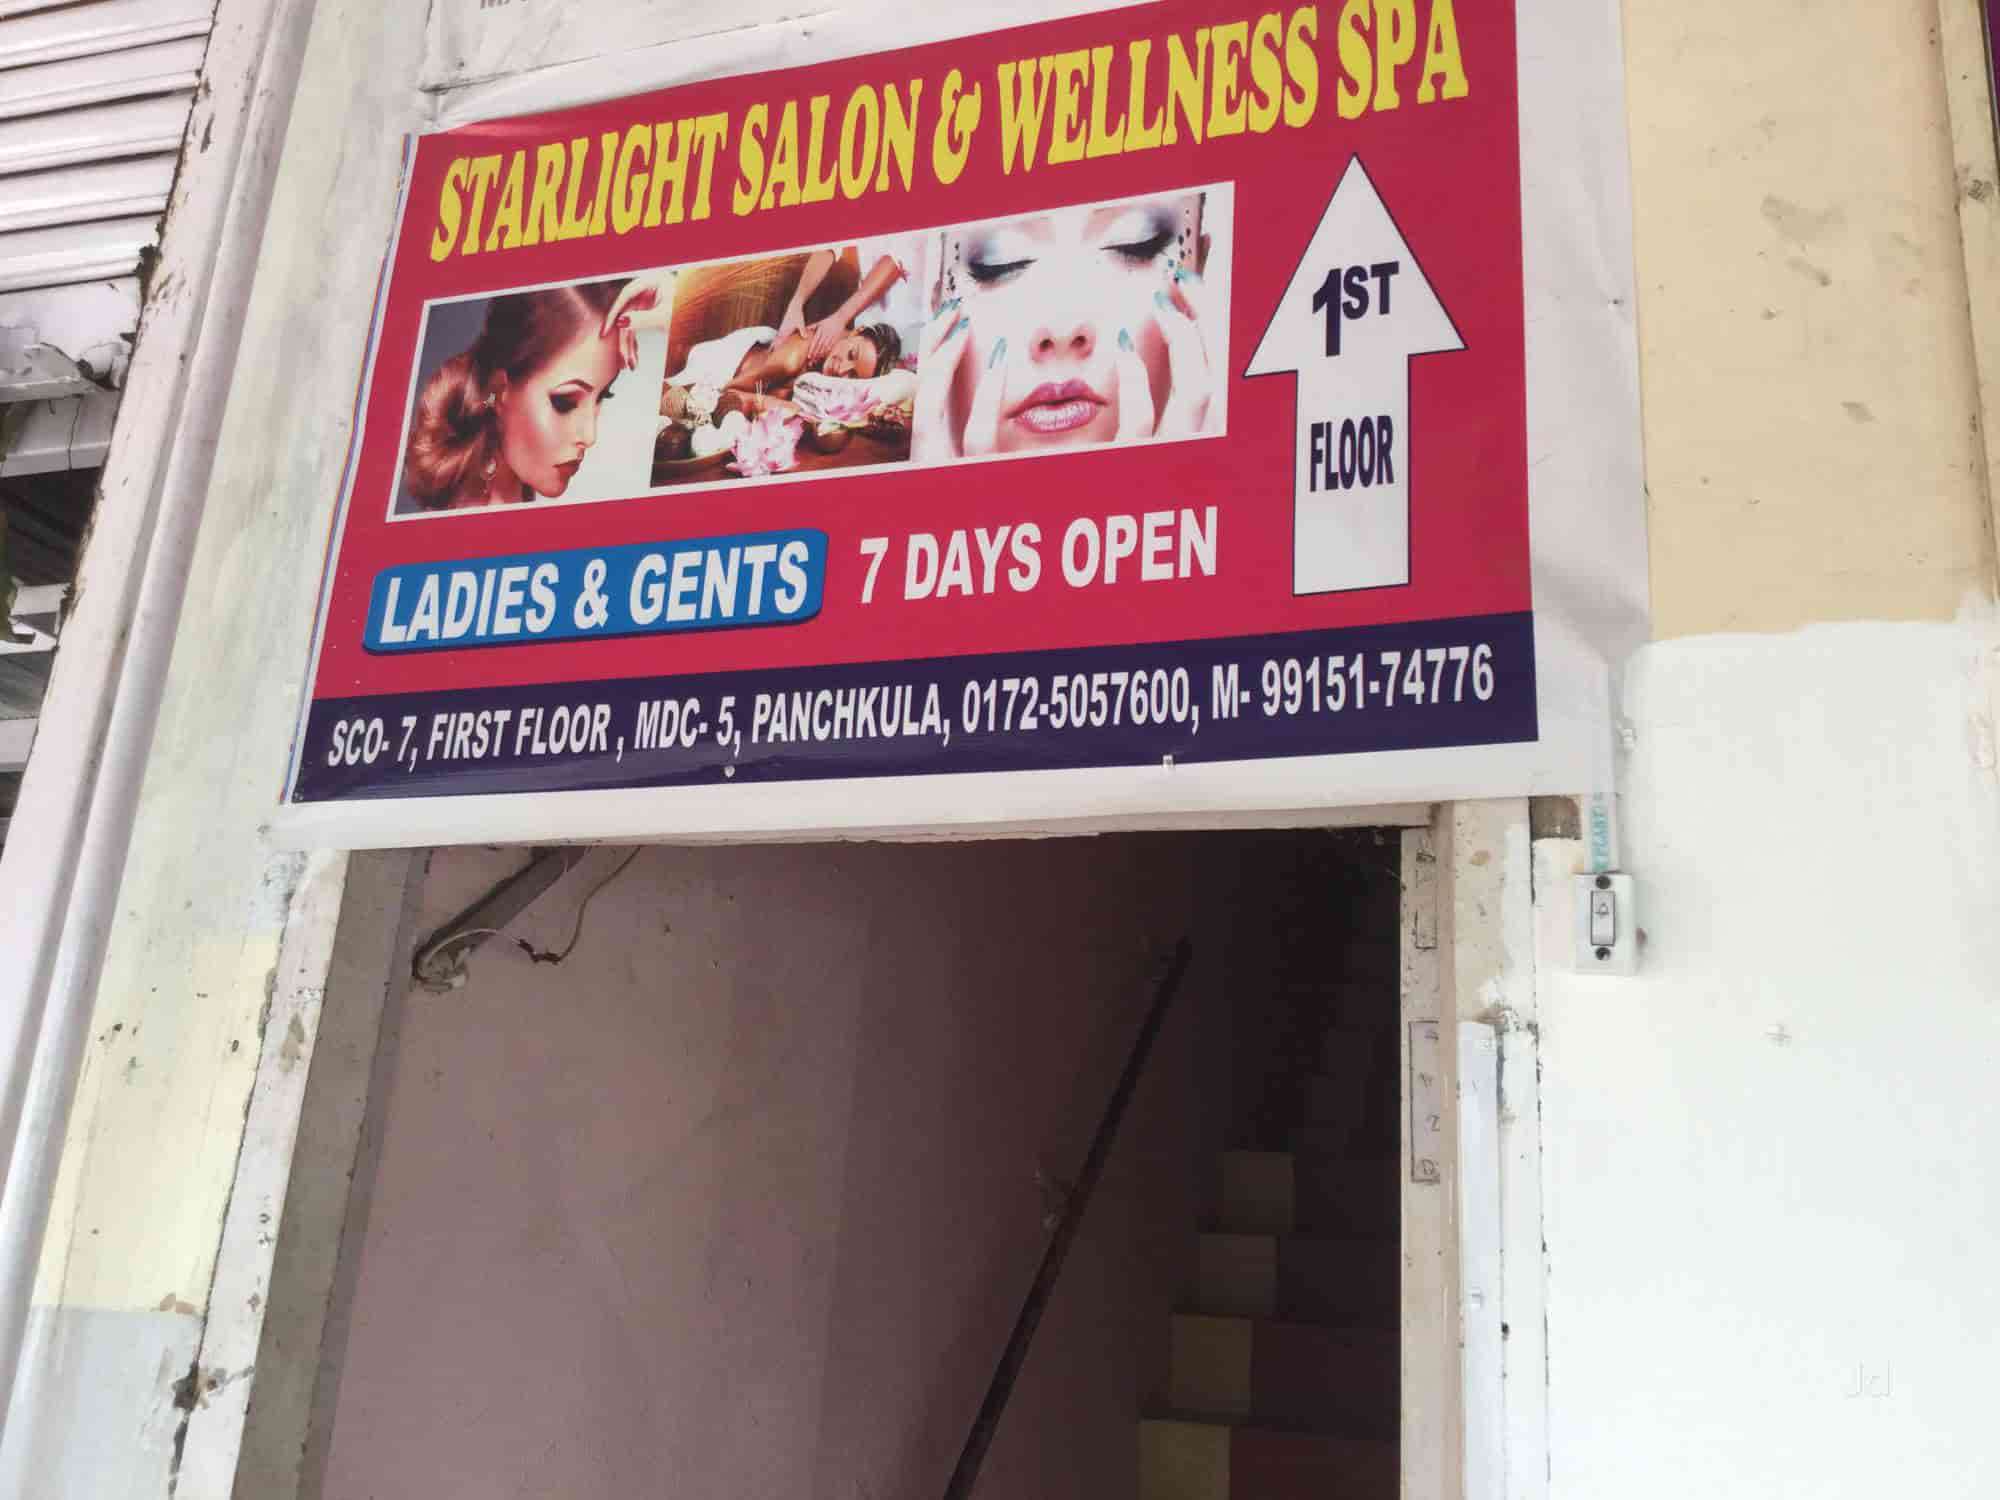 STARLIGHT SALON & WELLNESS SPA
1ST
FLOOR
LADIES & GENTS 7 DAYS OPEN
SCO- 7, FIRST FLOOR , MDC- 5, PANCHKULA, 0172-5057600, M- 99151-74776
Jd